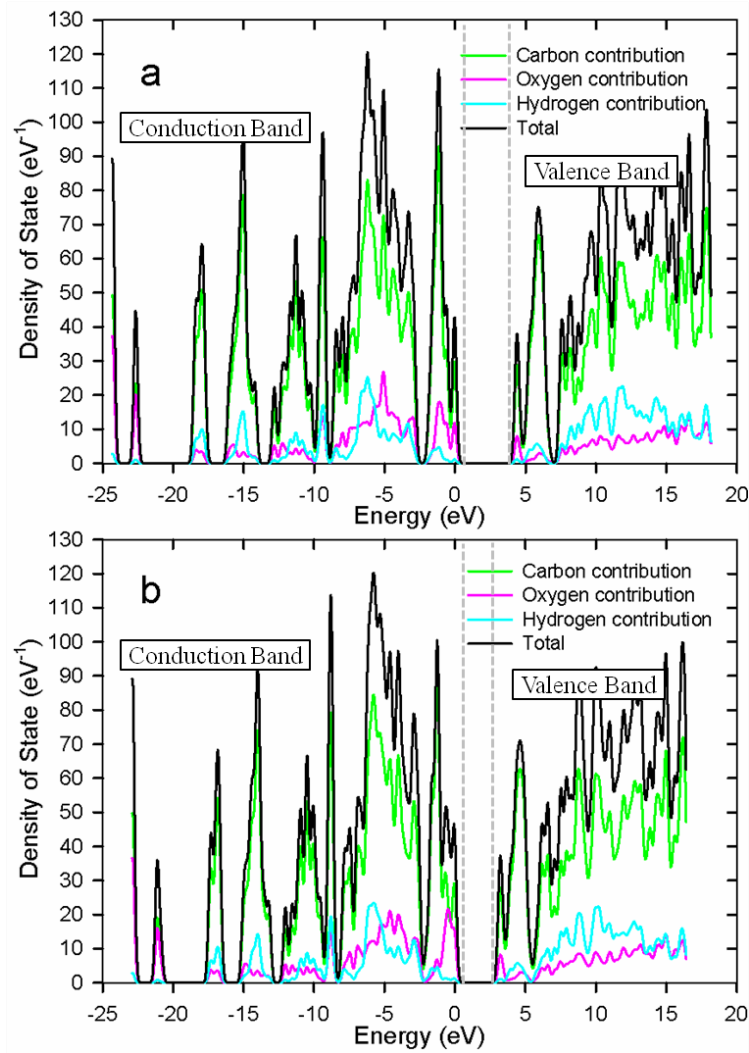 130
120
110
100
90
80
70
60
50
40
30
20
10
0
Density of State (eV⁻¹)
a
Carbon contribution
Oxygen contribution
Hydrogen contribution
Total
Conduction Band
Valence Band
-25 -20 -15 -10 -5 0 5 10 15 20
Energy (eV)
130
120
110
100
90
80
70
60
50
40
30
20
10
0
Density of State (eV⁻¹)
b
Carbon contribution
Oxygen contribution
Hydrogen contribution
Total
Conduction Band
Valence Band
-25 -20 -15 -10 -5 0 5 10 15 20
Energy (eV)